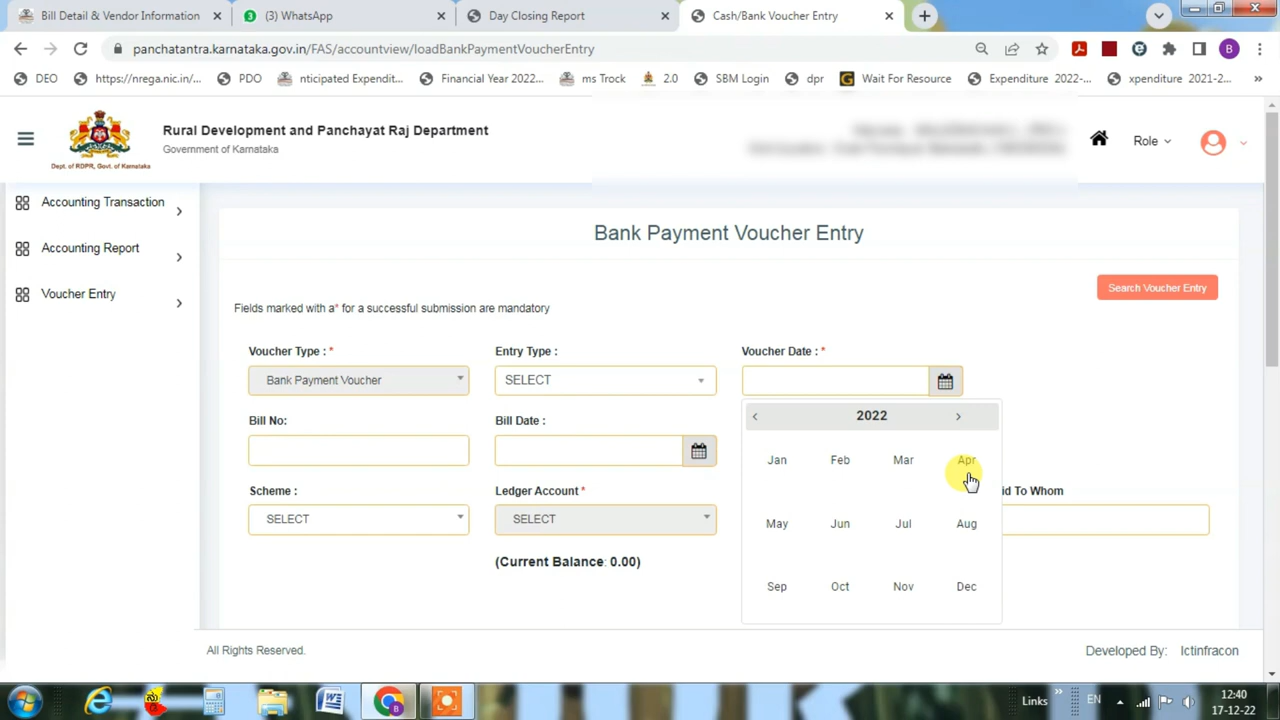 Bill Detail & Vendor Information
(3) WhatsApp
Day Closing Report
Cash/Bank Voucher Entry
panchatantra.karnataka.gov.in/FAS/accountview/loadBankPaymentVoucherEntry
B
DEO
https://nrega.nic.in/...
PDO
nticipated Expendit...
Financial Year 2022...
ms Trock
2.0
SBM Login
dpr
Wait For Resource
Expenditure 2022-...
xpenditure 2021-2...
»
Rural Development and Panchayat Raj Department
Government of Karnataka
Dept. of RDPR, Govt. of Karnataka
Role
Accounting Transaction
Accounting Report
Voucher Entry
Bank Payment Voucher Entry
Search Voucher Entry
Fields marked with a* for a successful submission are mandatory
Voucher Type : *
Entry Type :
Voucher Date : *
Bank Payment Voucher
SELECT
Bill No:
Bill Date :
2022
Jan Feb Mar Apr
May Jun Jul Aug
Sep Oct Nov Dec
Scheme :
Ledger Account *
id To Whom
SELECT
SELECT
(Current Balance: 0.00)
All Rights Reserved.
Developed By: Ictinfracon
Links »
EN
12:40
17-12-22